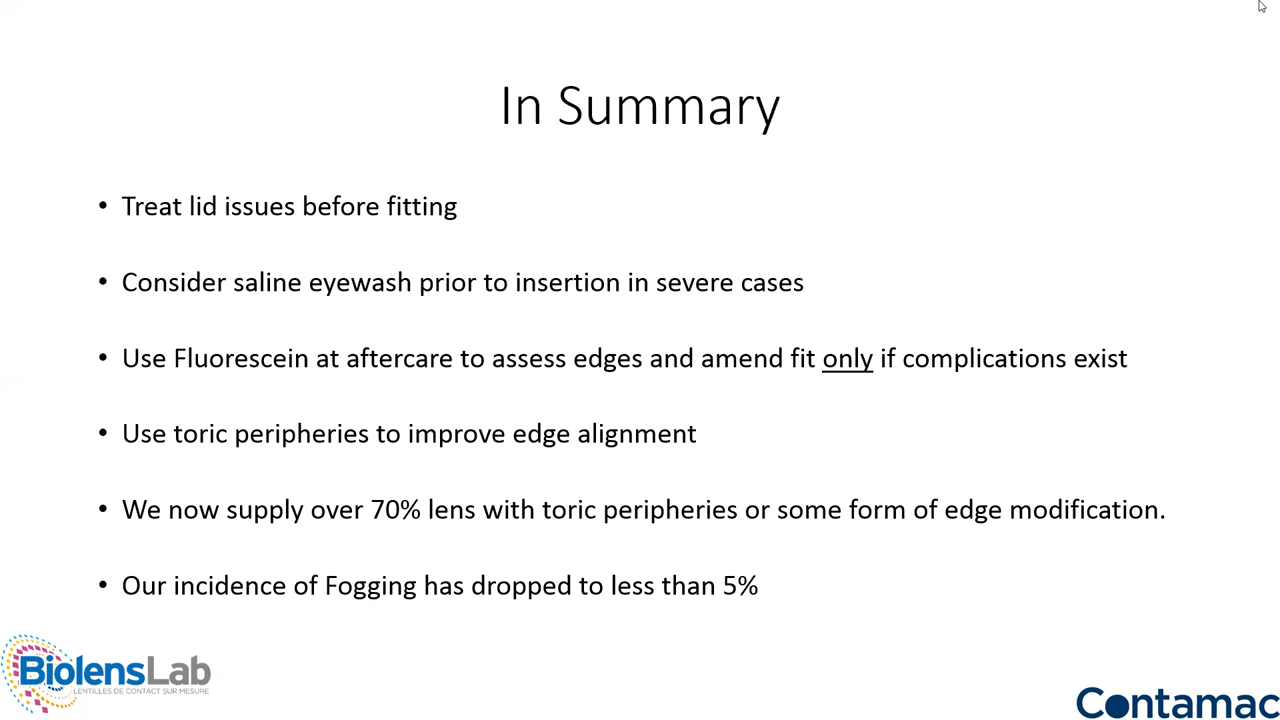 In Summary
• Treat lid issues before fitting
• Consider saline eyewash prior to insertion in severe cases
• Use Fluorescein at aftercare to assess edges and amend fit only if complications exist
• Use toric peripheries to improve edge alignment
• We now supply over 70% lens with toric peripheries or some form of edge modification.
• Our incidence of Fogging has dropped to less than 5%
BiolensLab
LENTILLES DE CONTACT SUR MESURE
Contamac